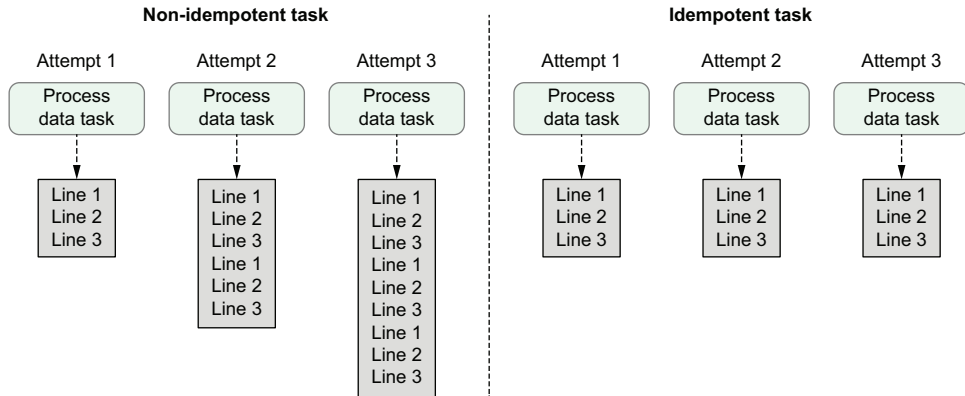 Non-idempotent task
Attempt 1
Process
data task
Line 1
Line 2
Line 3
Attempt 2
Process
data task
Line 1
Line 2
Line 3
Line 1
Line 2
Line 3
Attempt 3
Process
data task
Line 1
Line 2
Line 3
Line 1
Line 2
Line 3
Line 1
Line 2
Line 3
Idempotent task
Attempt 1
Process
data task
Line 1
Line 2
Line 3
Attempt 2
Process
data task
Line 1
Line 2
Line 3
Attempt 3
Process
data task
Line 1
Line 2
Line 3